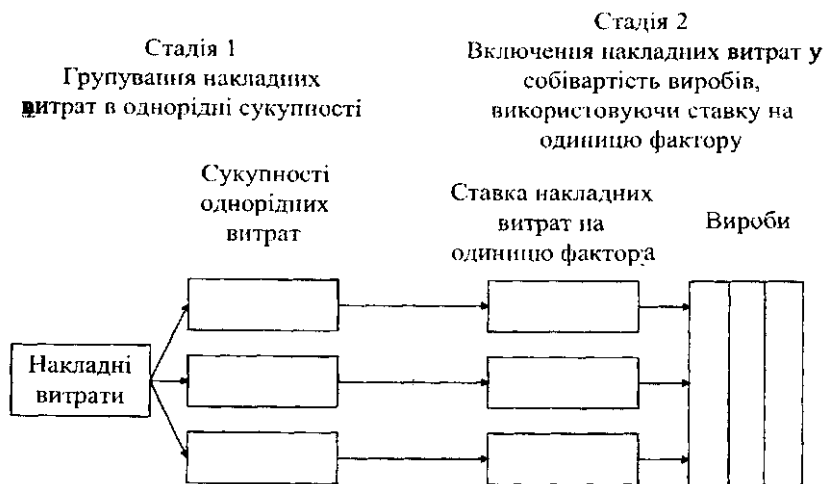 Стадія 1
Групування накладних
витрат в однорідні сукупності
Стадія 2
Включення накладних витрат у
собівартість виробів,
використовуючи ставку на
одиницю фактору
Сукупності
однорідних
витрат
Ставка накладних
витрат на
одиницю фактора
Вироби
Накладні
витрати